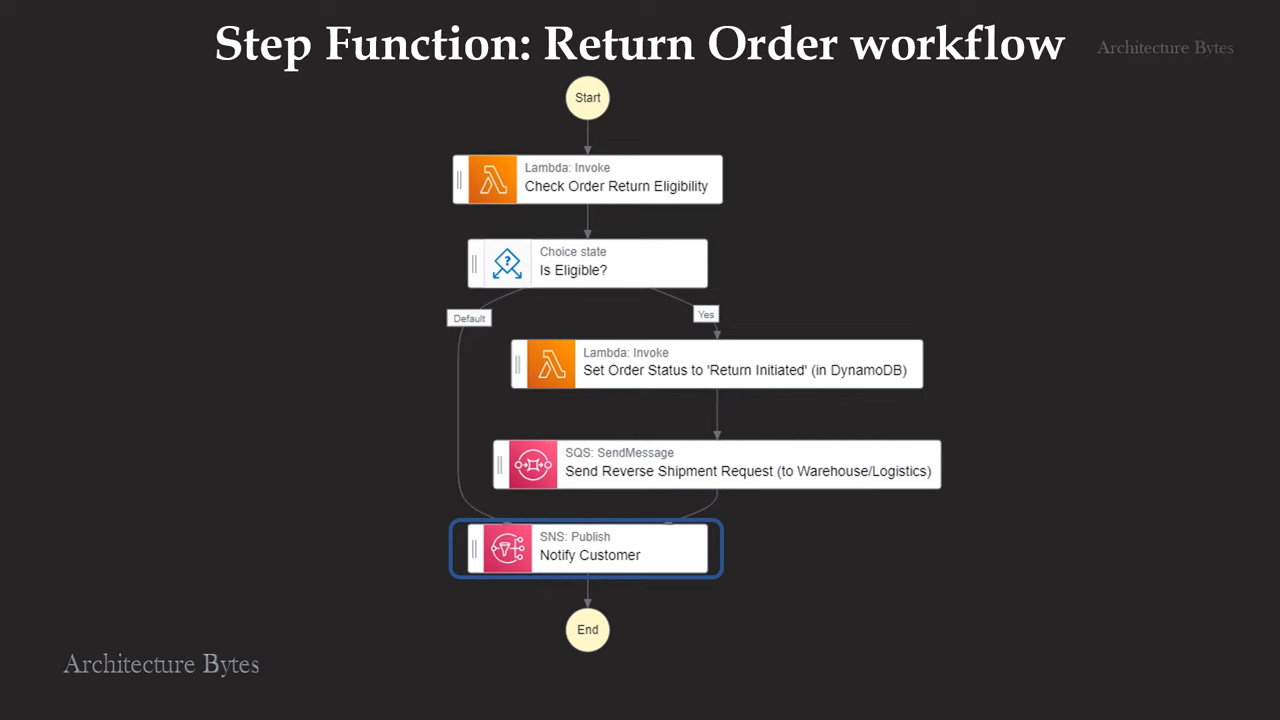 Step Function: Return Order workflow
Architecture Bytes
Start
Lambda: Invoke
Check Order Return Eligibility
Choice state
?
Is Eligible?
Default
Yes
Lambda: Invoke
Set Order Status to 'Return Initiated' (in DynamoDB)
SQS: SendMessage
Send Reverse Shipment Request (to Warehouse/Logistics)
SNS: Publish
Notify Customer
End
Architecture Bytes